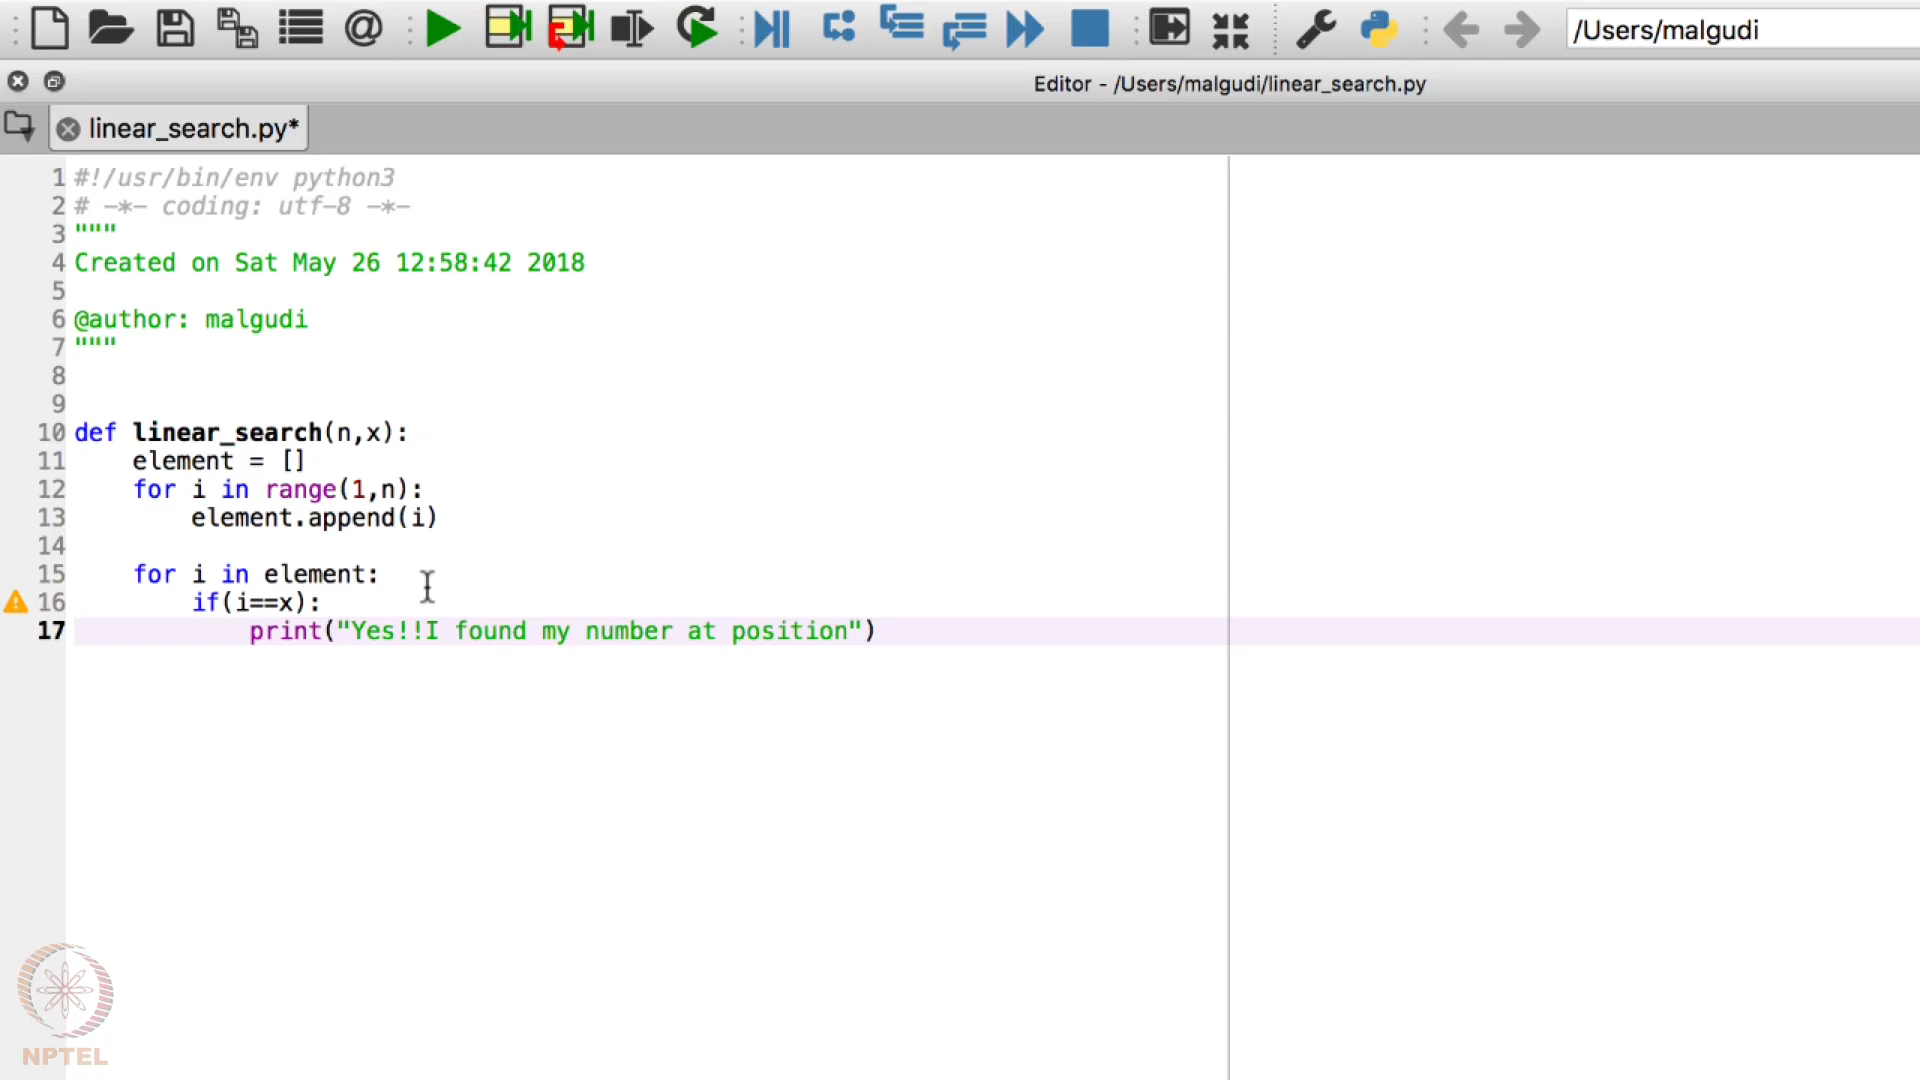 /Users/malgudi
Editor - /Users/malgudi/linear_search.py
linear_search.py*
1 #!/usr/bin/env python3
2 # -*- coding: utf-8 -*-
3 """
4 Created on Sat May 26 12:58:42 2018
5
6 @author: malgudi
7 """
8
9
10 def linear_search(n,x):
11     element = []
12     for i in range(1,n):
13         element.append(i)
14
15     for i in element:
16         if(i==x):
17             print("Yes!!I found my number at position")
NPTEL